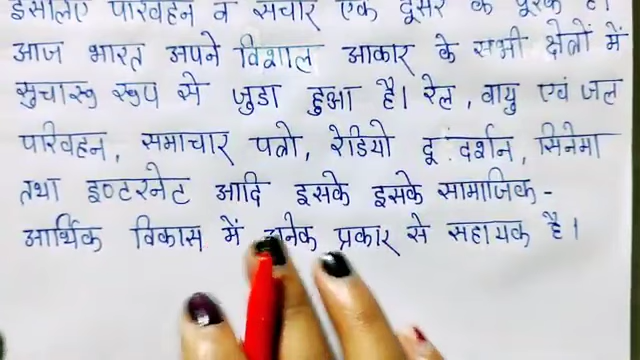 इसलिए परिवहन व संचार एक दूसरे के पूरक है।
आज भारत अपने विशाल आकार के सभी क्षेत्रों में
सुचारू रूप से जुडा हुआ है। रेल, वायु एवं जल
परिवहन, समाचार पत्रो, रेडियो दूःदर्शन, सिनेमा
तथा इण्टरनेट आदि इसके इसके सामाजिक -
आर्थिक विकास में अनेक प्रकार से सहायक है।